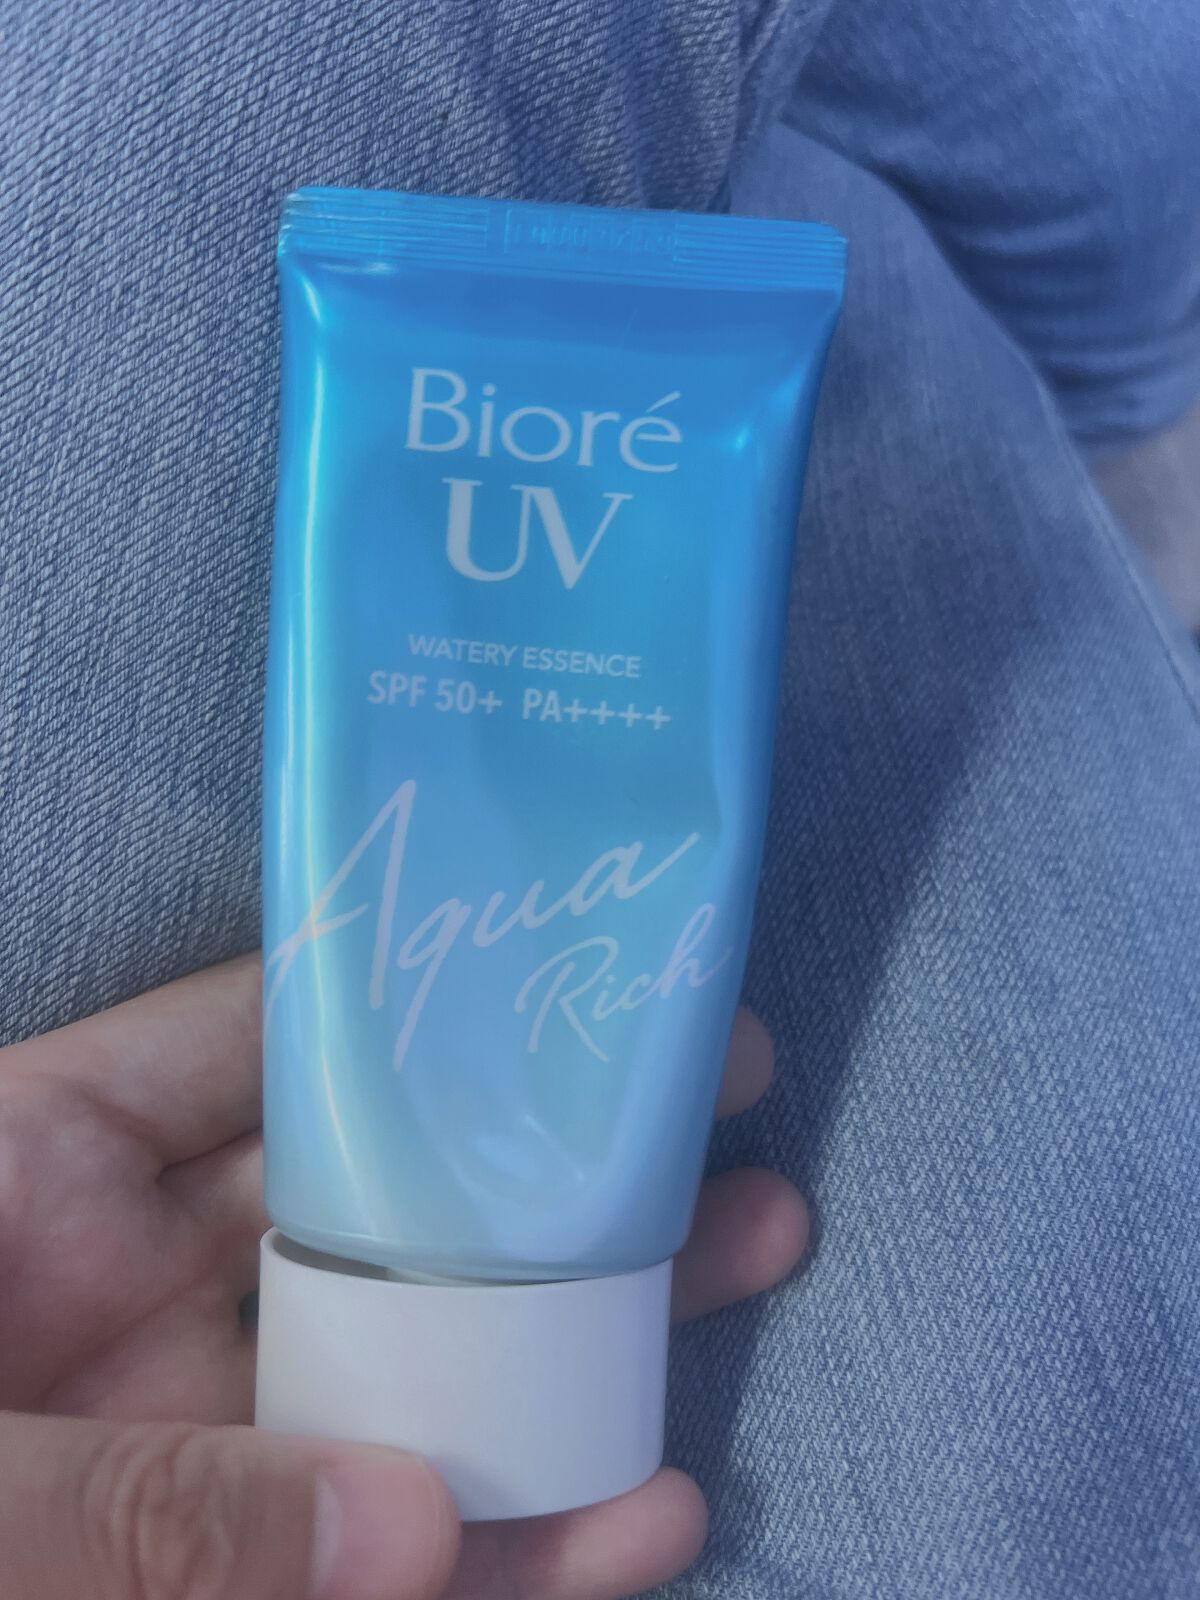 Bioré
UV
WATERY ESSENCE
SPF 50+ PA++++
Aqua
Rich